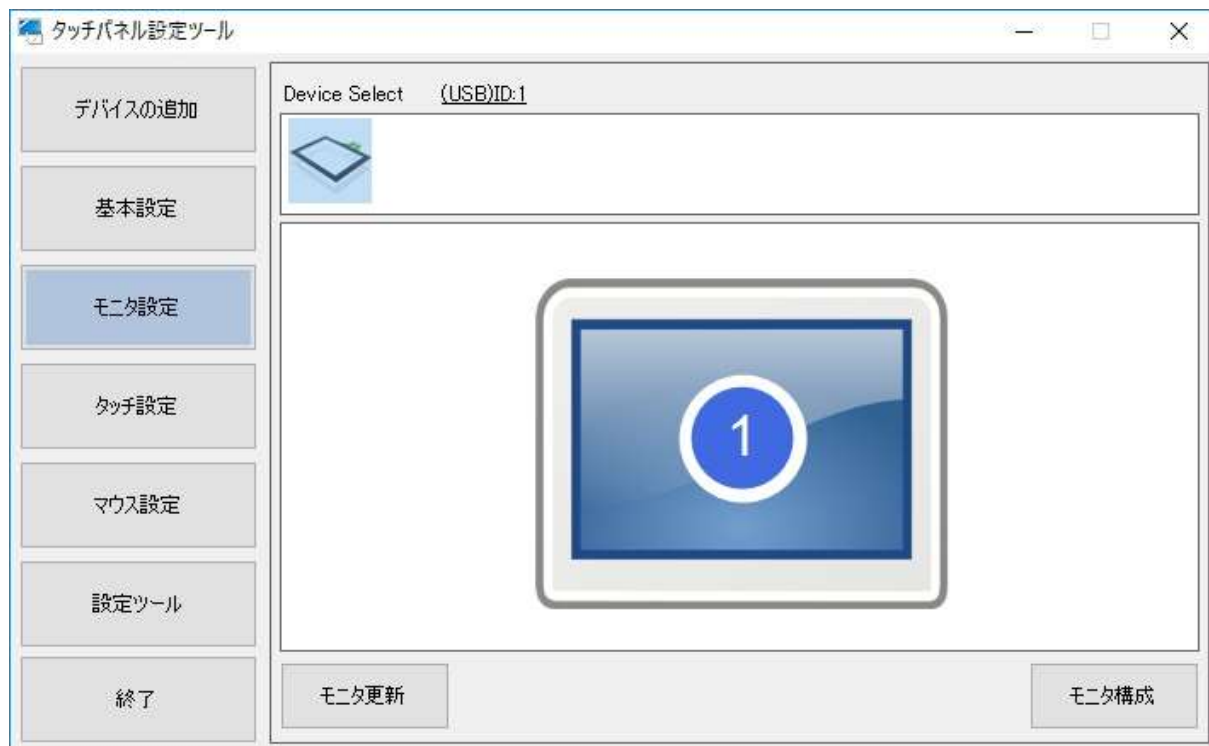 タッチパネル設定ツール
デバイスの追加
基本設定
モニタ設定
タッチ設定
マウス設定
設定ツール
終了
Device Select (USB)ID:1
1
モニタ更新
モニタ構成